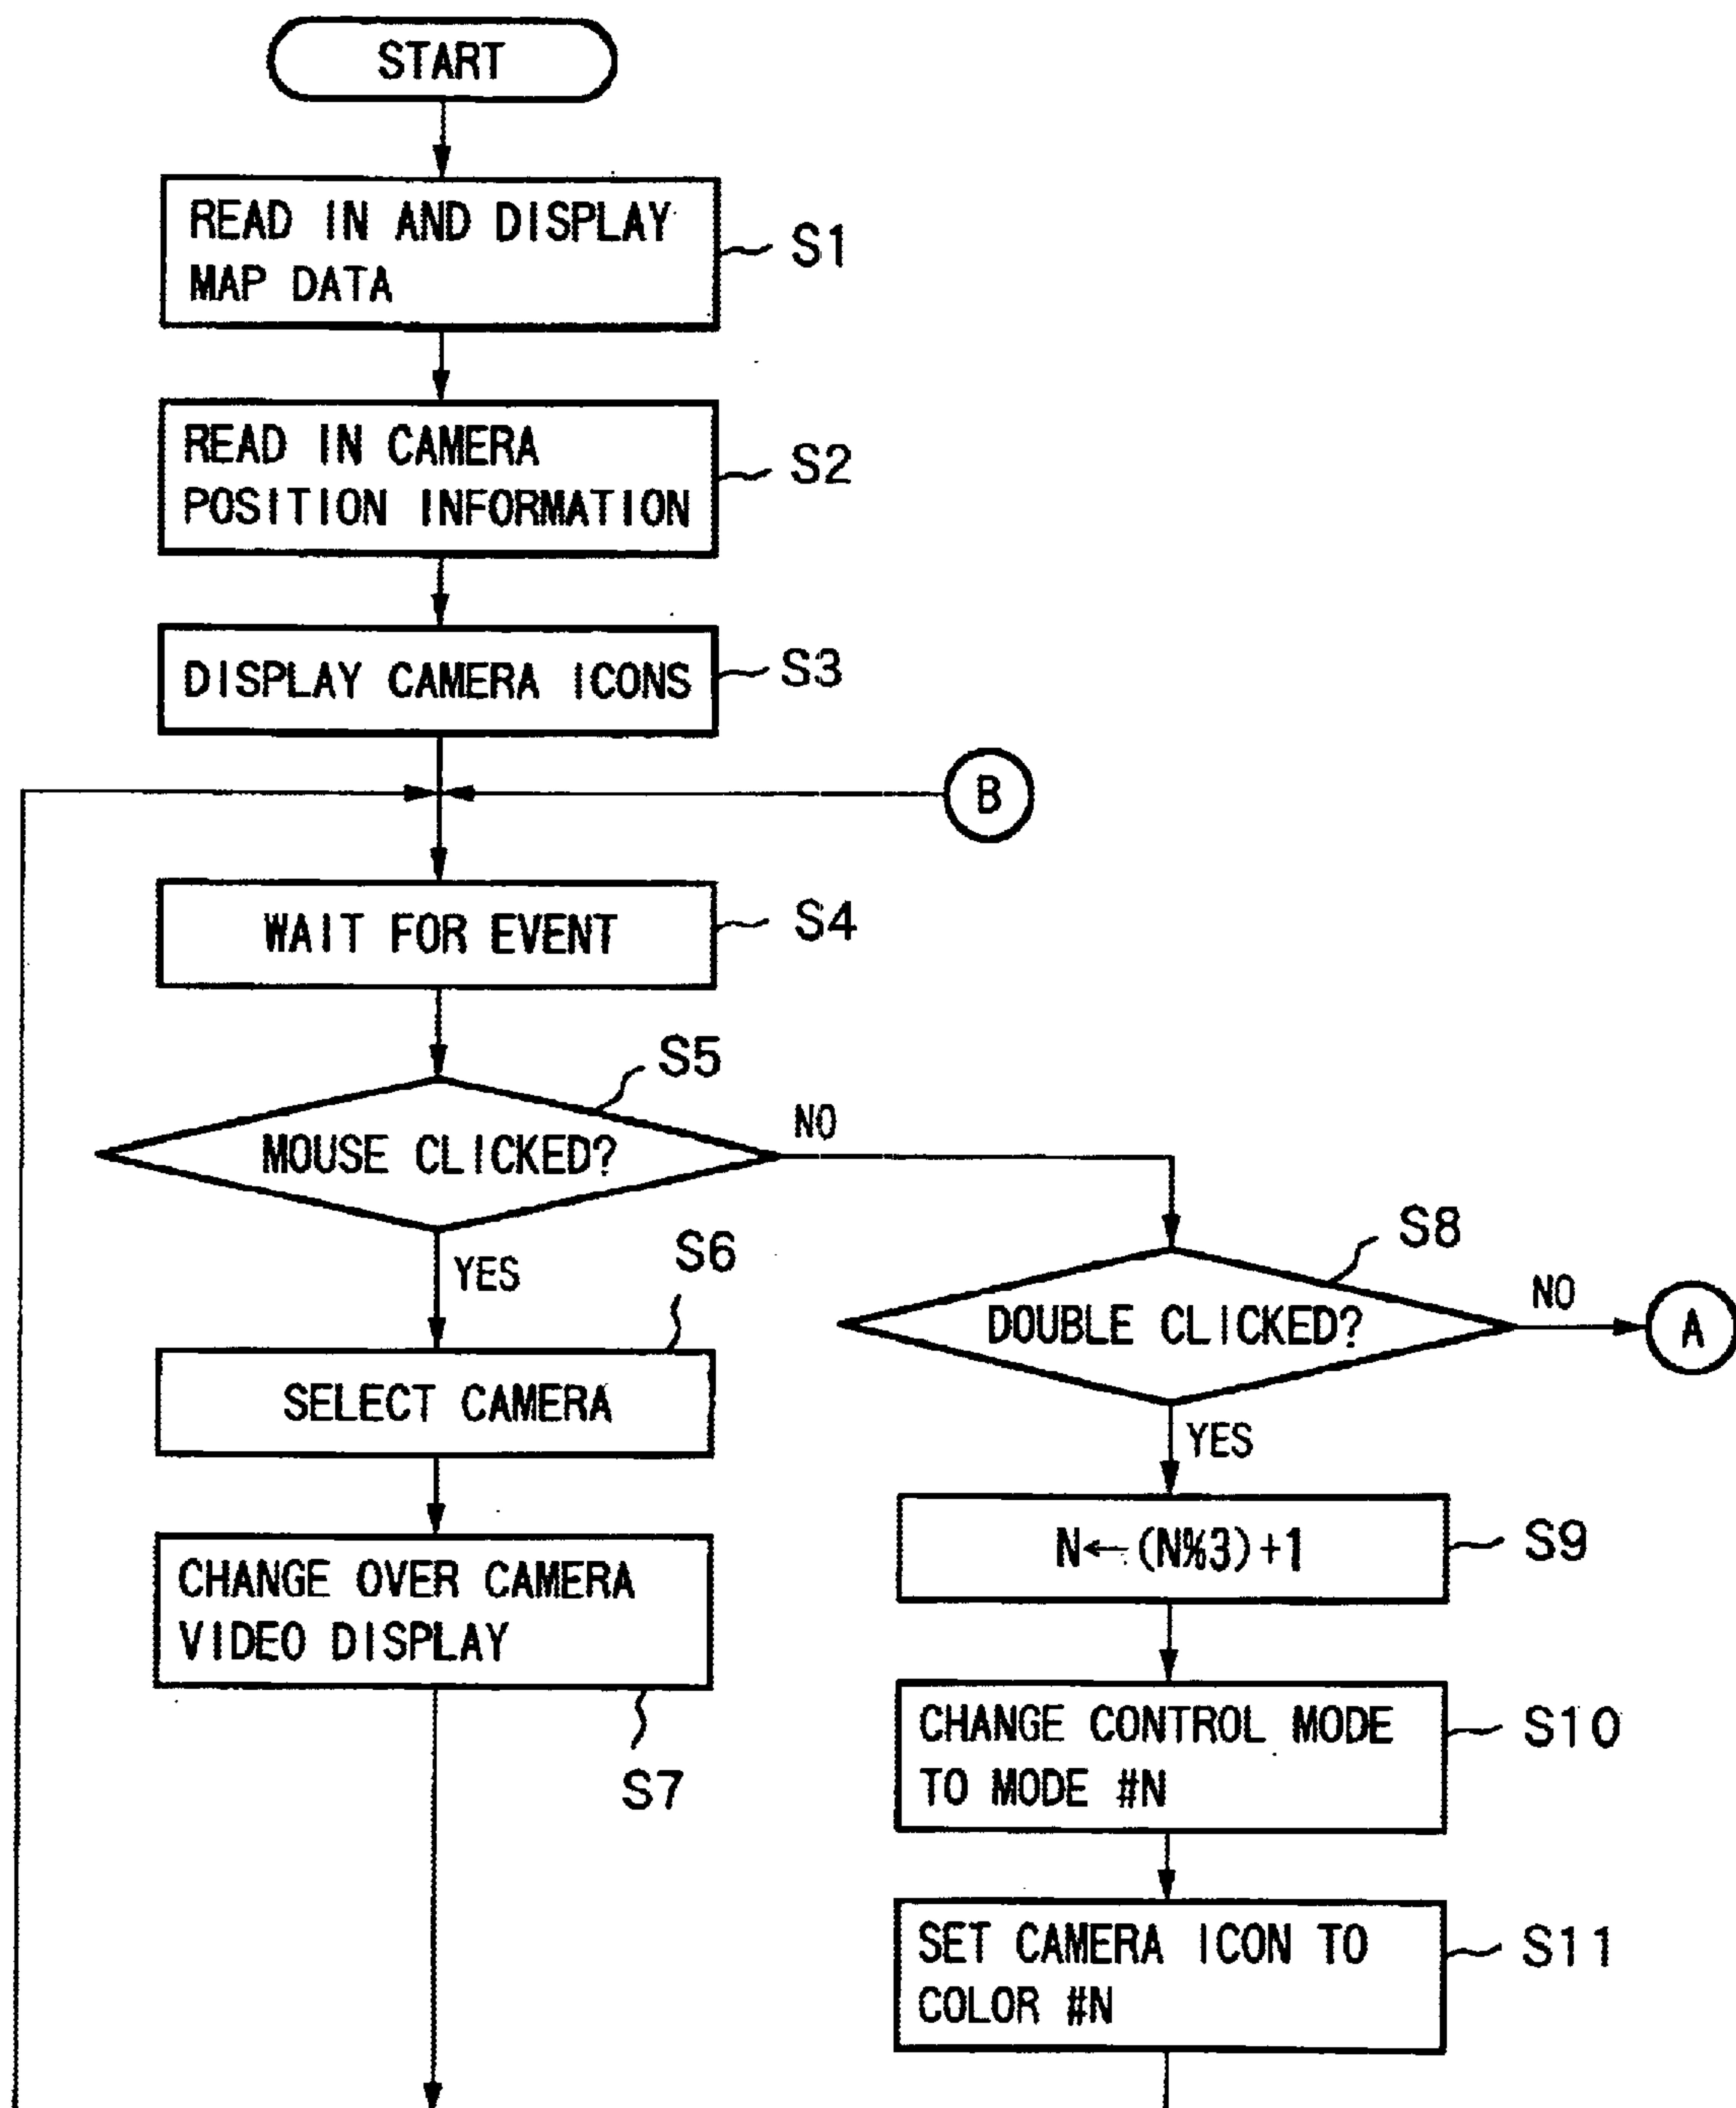 START
READ IN AND DISPLAY
MAP DATA
S1
READ IN CAMERA
POSITION INFORMATION
S2
DISPLAY CAMERA ICONS
S3
B
WAIT FOR EVENT
S4
S5
MOUSE CLICKED?
NO
YES
S6
SELECT CAMERA
CHANGE OVER CAMERA
VIDEO DISPLAY
S7
S8
DOUBLE CLICKED?
NO
A
YES
N←(N%3)+1
S9
CHANGE CONTROL MODE
TO MODE #N
S10
SET CAMERA ICON TO
COLOR #N
S11